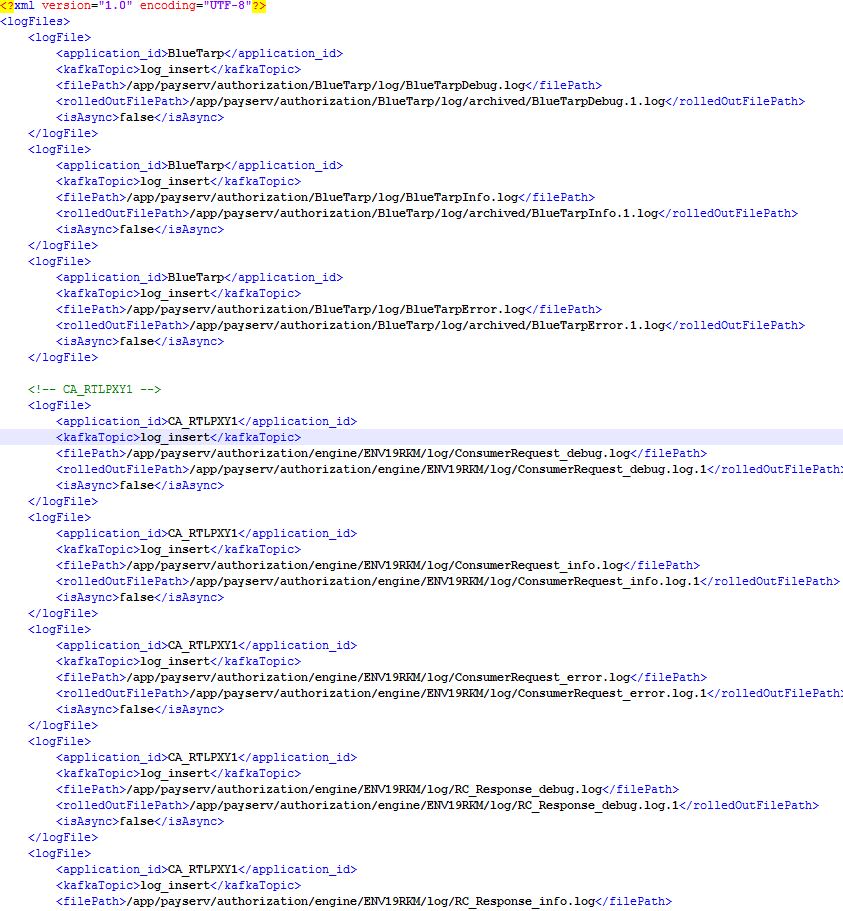 <?xml version="1.0" encoding="UTF-8"?>
<logFiles>
<logFile>
<application_id>BlueTarp</application_id>
<kafkaTopic>log_insert</kafkaTopic>
<filePath>/app/payserv/authorization/BlueTarp/log/BlueTarpDebug.log</filePath>
<rolledOutFilePath>/app/payserv/authorization/BlueTarp/log/archived/BlueTarpDebug.1.log</rolledOutFilePath>
<isAsync>false</isAsync>
</logFile>
<logFile>
<application_id>BlueTarp</application_id>
<kafkaTopic>log_insert</kafkaTopic>
<filePath>/app/payserv/authorization/BlueTarp/log/BlueTarpInfo.log</filePath>
<rolledOutFilePath>/app/payserv/authorization/BlueTarp/log/archived/BlueTarpInfo.1.log</rolledOutFilePath>
<isAsync>false</isAsync>
</logFile>
<logFile>
<application_id>BlueTarp</application_id>
<kafkaTopic>log_insert</kafkaTopic>
<filePath>/app/payserv/authorization/BlueTarp/log/BlueTarpError.log</filePath>
<rolledOutFilePath>/app/payserv/authorization/BlueTarp/log/archived/BlueTarpError.1.log</rolledOutFilePath>
<isAsync>false</isAsync>
</logFile>
<!-- CA_RTLPXY1 -->
<logFile>
<application_id>CA_RTLPXY1</application_id>
<kafkaTopic>log_insert</kafkaTopic>
<filePath>/app/payserv/authorization/engine/ENV19RKM/log/ConsumerRequest_debug.log</filePath>
<rolledOutFilePath>/app/payserv/authorization/engine/ENV19RKM/log/ConsumerRequest_debug.log.1</rolledOutFilePath>
<isAsync>false</isAsync>
</logFile>
<logFile>
<application_id>CA_RTLPXY1</application_id>
<kafkaTopic>log_insert</kafkaTopic>
<filePath>/app/payserv/authorization/engine/ENV19RKM/log/ConsumerRequest_info.log</filePath>
<rolledOutFilePath>/app/payserv/authorization/engine/ENV19RKM/log/ConsumerRequest_info.log.1</rolledOutFilePath>
<isAsync>false</isAsync>
</logFile>
<logFile>
<application_id>CA_RTLPXY1</application_id>
<kafkaTopic>log_insert</kafkaTopic>
<filePath>/app/payserv/authorization/engine/ENV19RKM/log/ConsumerRequest_error.log</filePath>
<rolledOutFilePath>/app/payserv/authorization/engine/ENV19RKM/log/ConsumerRequest_error.log.1</rolledOutFilePath>
<isAsync>false</isAsync>
</logFile>
<logFile>
<application_id>CA_RTLPXY1</application_id>
<kafkaTopic>log_insert</kafkaTopic>
<filePath>/app/payserv/authorization/engine/ENV19RKM/log/RC_Response_debug.log</filePath>
<rolledOutFilePath>/app/payserv/authorization/engine/ENV19RKM/log/RC_Response_debug.log.1</rolledOutFilePath>
<isAsync>false</isAsync>
</logFile>
<logFile>
<application_id>CA_RTLPXY1</application_id>
<kafkaTopic>log_insert</kafkaTopic>
<filePath>/app/payserv/authorization/engine/ENV19RKM/log/RC_Response_info.log</filePath>